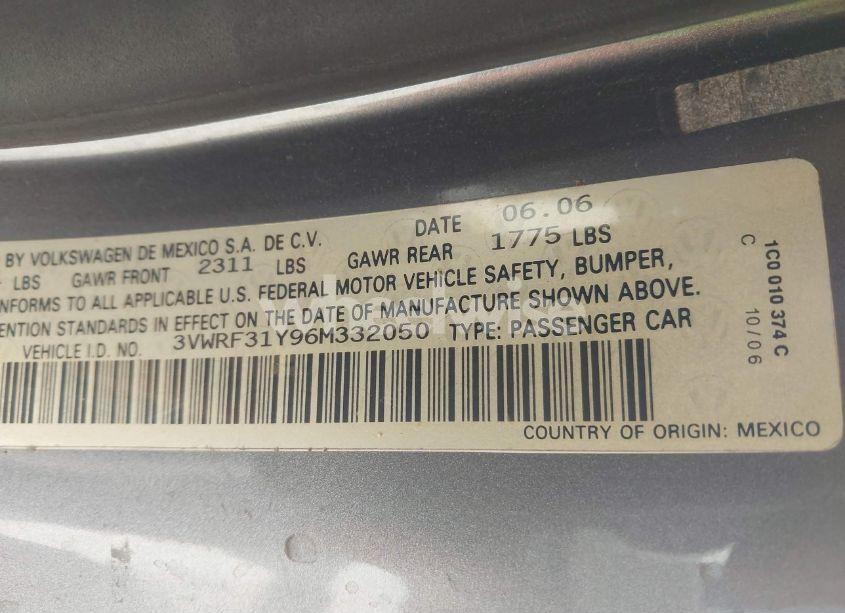 BY VOLKSWAGEN DE MEXICO S.A. DE C.V. DATE 06.06
LBS GAWR FRONT 2311 LBS GAWR REAR 1775 LBS
NFORMS TO ALL APPLICABLE U.S. FEDERAL MOTOR VEHICLE SAFETY, BUMPER,
ENTION STANDARDS IN EFFECT ON THE DATE OF MANUFACTURE SHOWN ABOVE.
VEHICLE I.D. NO. 3VWRF31Y96M332050 TYPE: PASSENGER CAR
COUNTRY OF ORIGIN: MEXICO
1C0 010 374 C
C 10/06